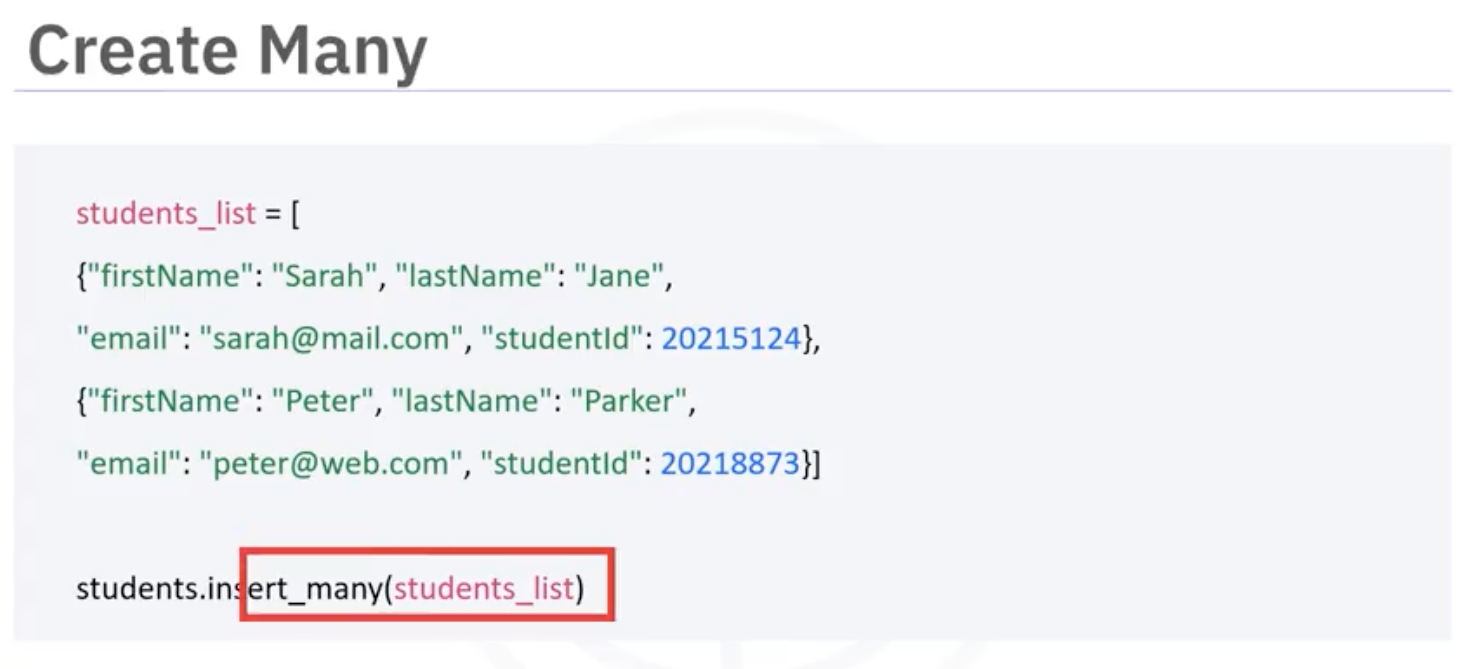 Create Many
students_list = [
{"firstName": "Sarah", "lastName": "Jane",
"email": "sarah@mail.com", "studentId": 20215124},
{"firstName": "Peter", "lastName": "Parker",
"email": "peter@web.com", "studentId": 20218873}]
students.insert_many(students_list)